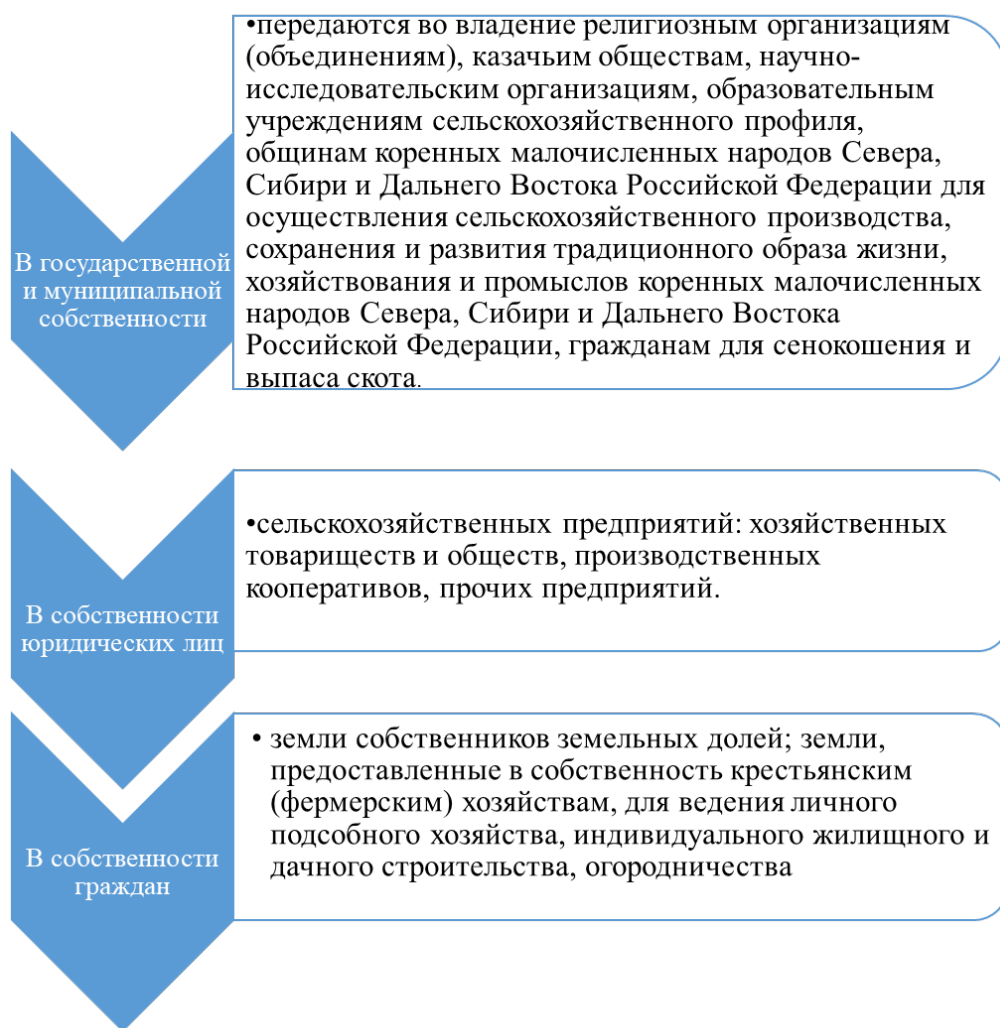 В государственной
и муниципальной
собственности
•передаются во владение религиозным организациям
(объединениям), казачьим обществам, научно-
исследовательским организациям, образовательным
учреждениям сельскохозяйственного профиля,
общинам коренных малочисленных народов Севера,
Сибири и Дальнего Востока Российской Федерации для
осуществления сельскохозяйственного производства,
сохранения и развития традиционного образа жизни,
хозяйствования и промыслов коренных малочисленных
народов Севера, Сибири и Дальнего Востока
Российской Федерации, гражданам для сенокошения и
выпаса скота.
В собственности
юридических лиц
•сельскохозяйственных предприятий: хозяйственных
товариществ и обществ, производственных
кооперативов, прочих предприятий.
В собственности
граждан
• земли собственников земельных долей; земли,
предоставленные в собственность крестьянским
(фермерским) хозяйствам, для ведения личного
подсобного хозяйства, индивидуального жилищного и
дачного строительства, огородничества